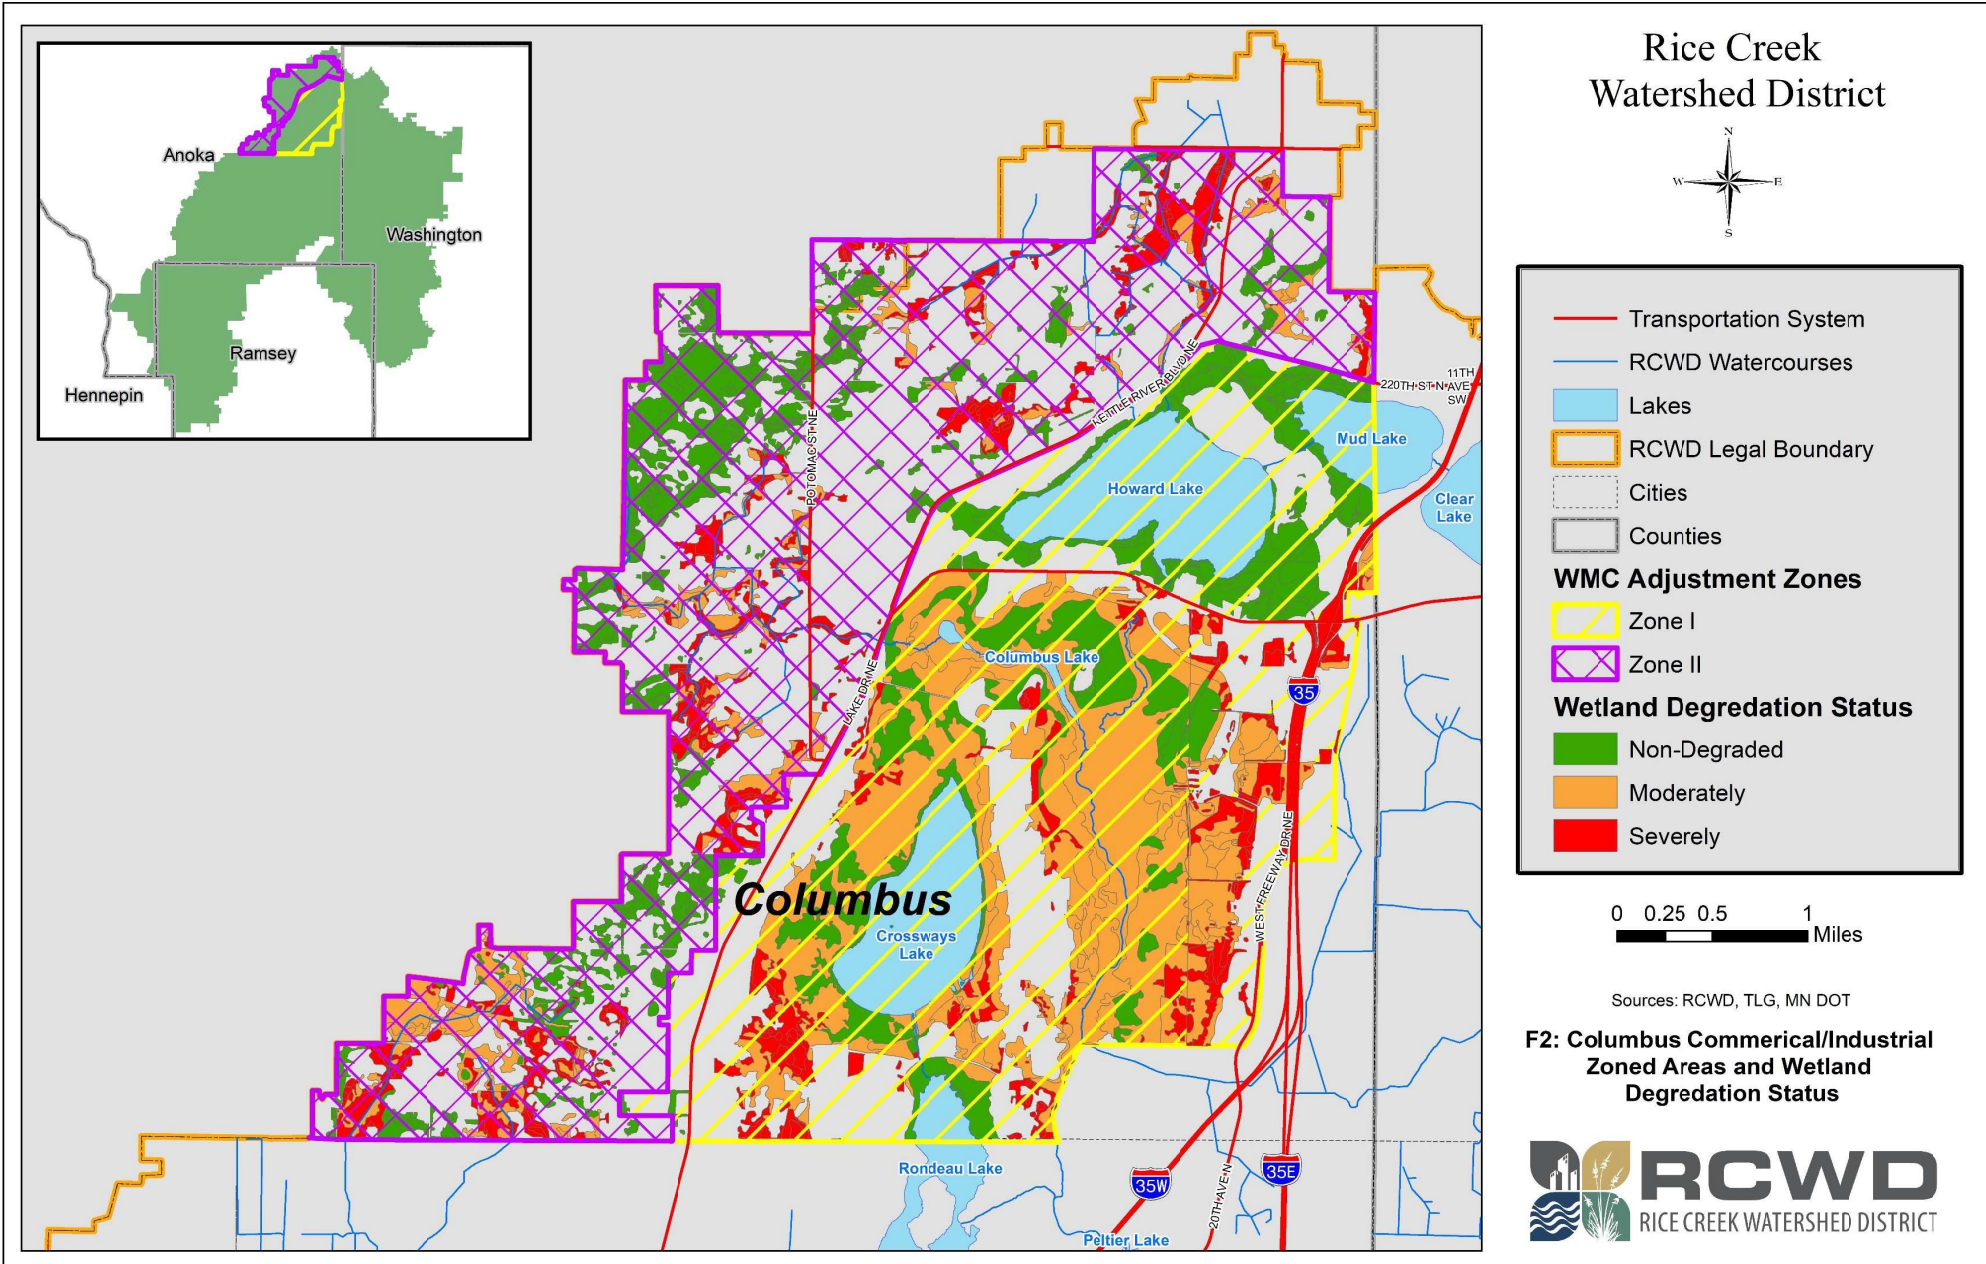 Rice Creek
Watershed District
N
W
E
S
Anoka
Washington
Ramsey
Hennepin
KETTLE RIVER BLVD NE
220TH ST N
11TH
AVE
SW
POTOMAC ST NE
Mud Lake
Howard Lake
Clear
Lake
Columbus Lake
LAKE DR NE
35
WEST FREEWAY DR NE
Columbus
Crossways
Lake
Rondeau Lake
35W
35E
20TH AVE N
Peltier Lake
Transportation System
RCWD Watercourses
Lakes
RCWD Legal Boundary
Cities
Counties
WMC Adjustment Zones
Zone I
Zone II
Wetland Degredation Status
Non-Degraded
Moderately
Severely
0 0.25 0.5 1
Miles
Sources: RCWD, TLG, MN DOT
F2: Columbus Commerical/Industrial
Zoned Areas and Wetland
Degredation Status
RCWD
RICE CREEK WATERSHED DISTRICT